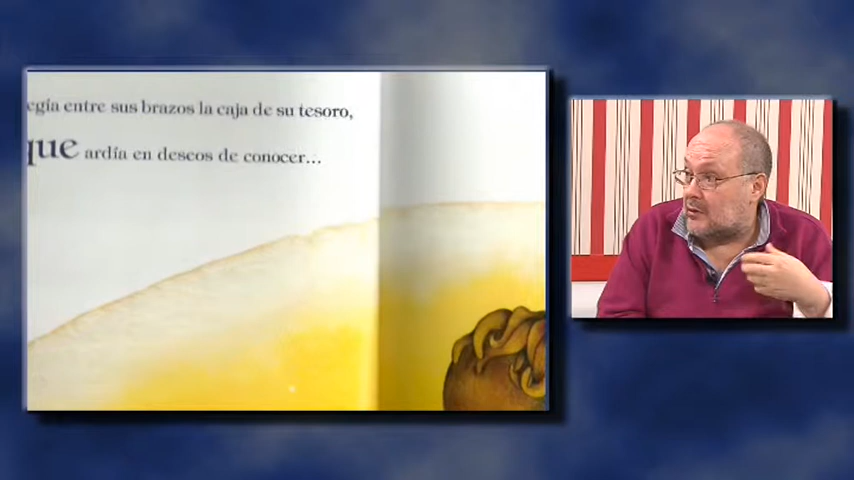 egía entre sus brazos la caja de su tesoro,
que ardía en deseos de conocer...